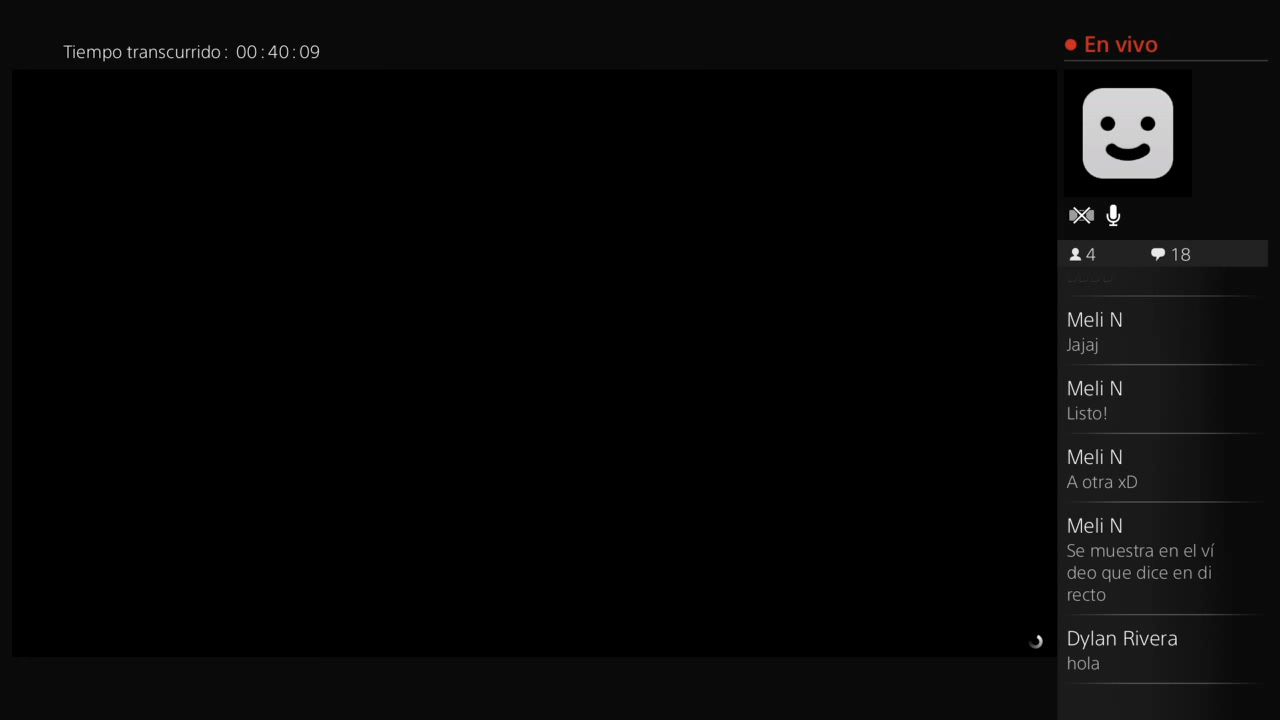 Tiempo transcurrido : 00:40:09
En vivo
4 18
Meli N
Jajaj
Meli N
Listo!
Meli N
A otra xD
Meli N
Se muestra en el ví
deo que dice en di
recto
Dylan Rivera
hola